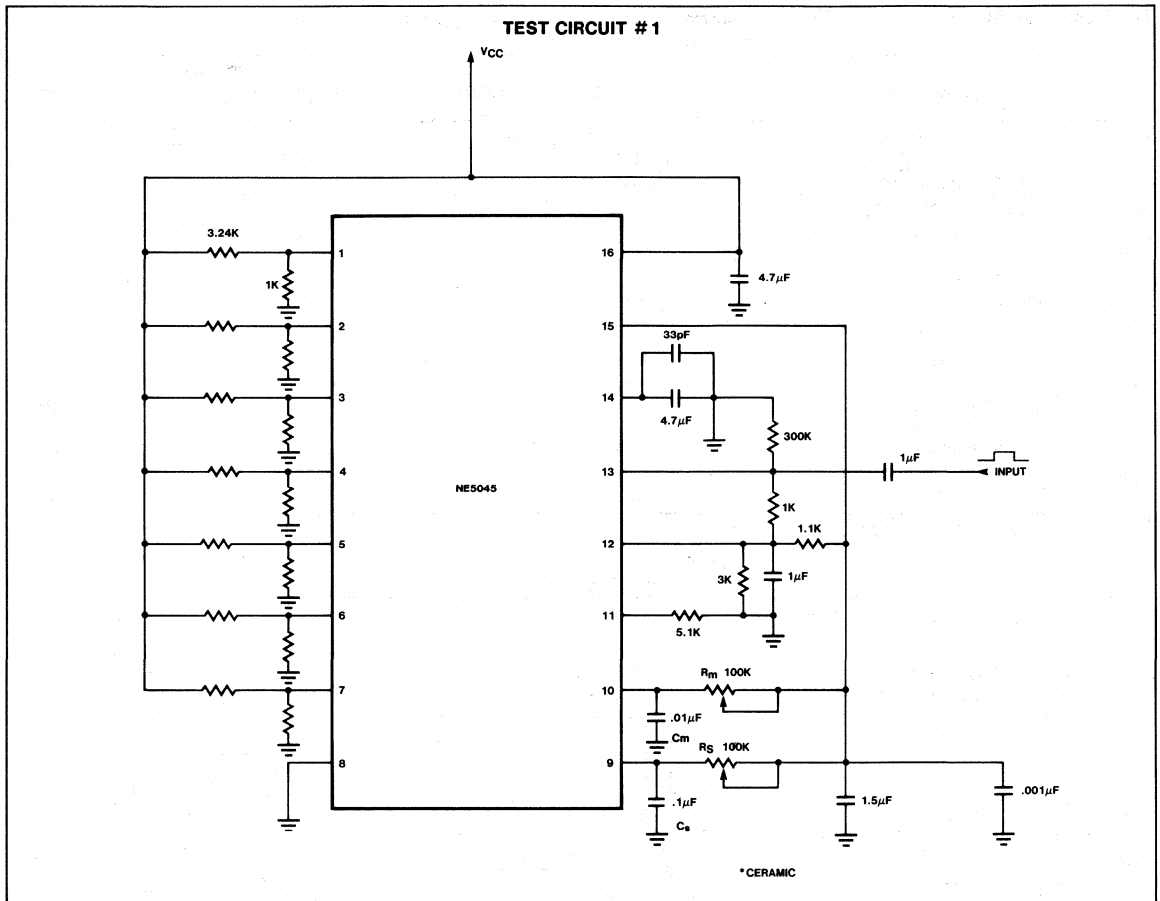 TEST CIRCUIT #1
VCC
3.24K
1
16
1K
4.7µF
2
15
33pF
3
14
4.7µF
300K
4
NE5045
13
1µF
INPUT
1K
1.1K
5
12
3K
1µF
6
11
5.1K
Rm 100K
7
10
.01µF
Cm
RS 100K
8
9
.1µF
1.5µF
.001µF
Cs
*CERAMIC